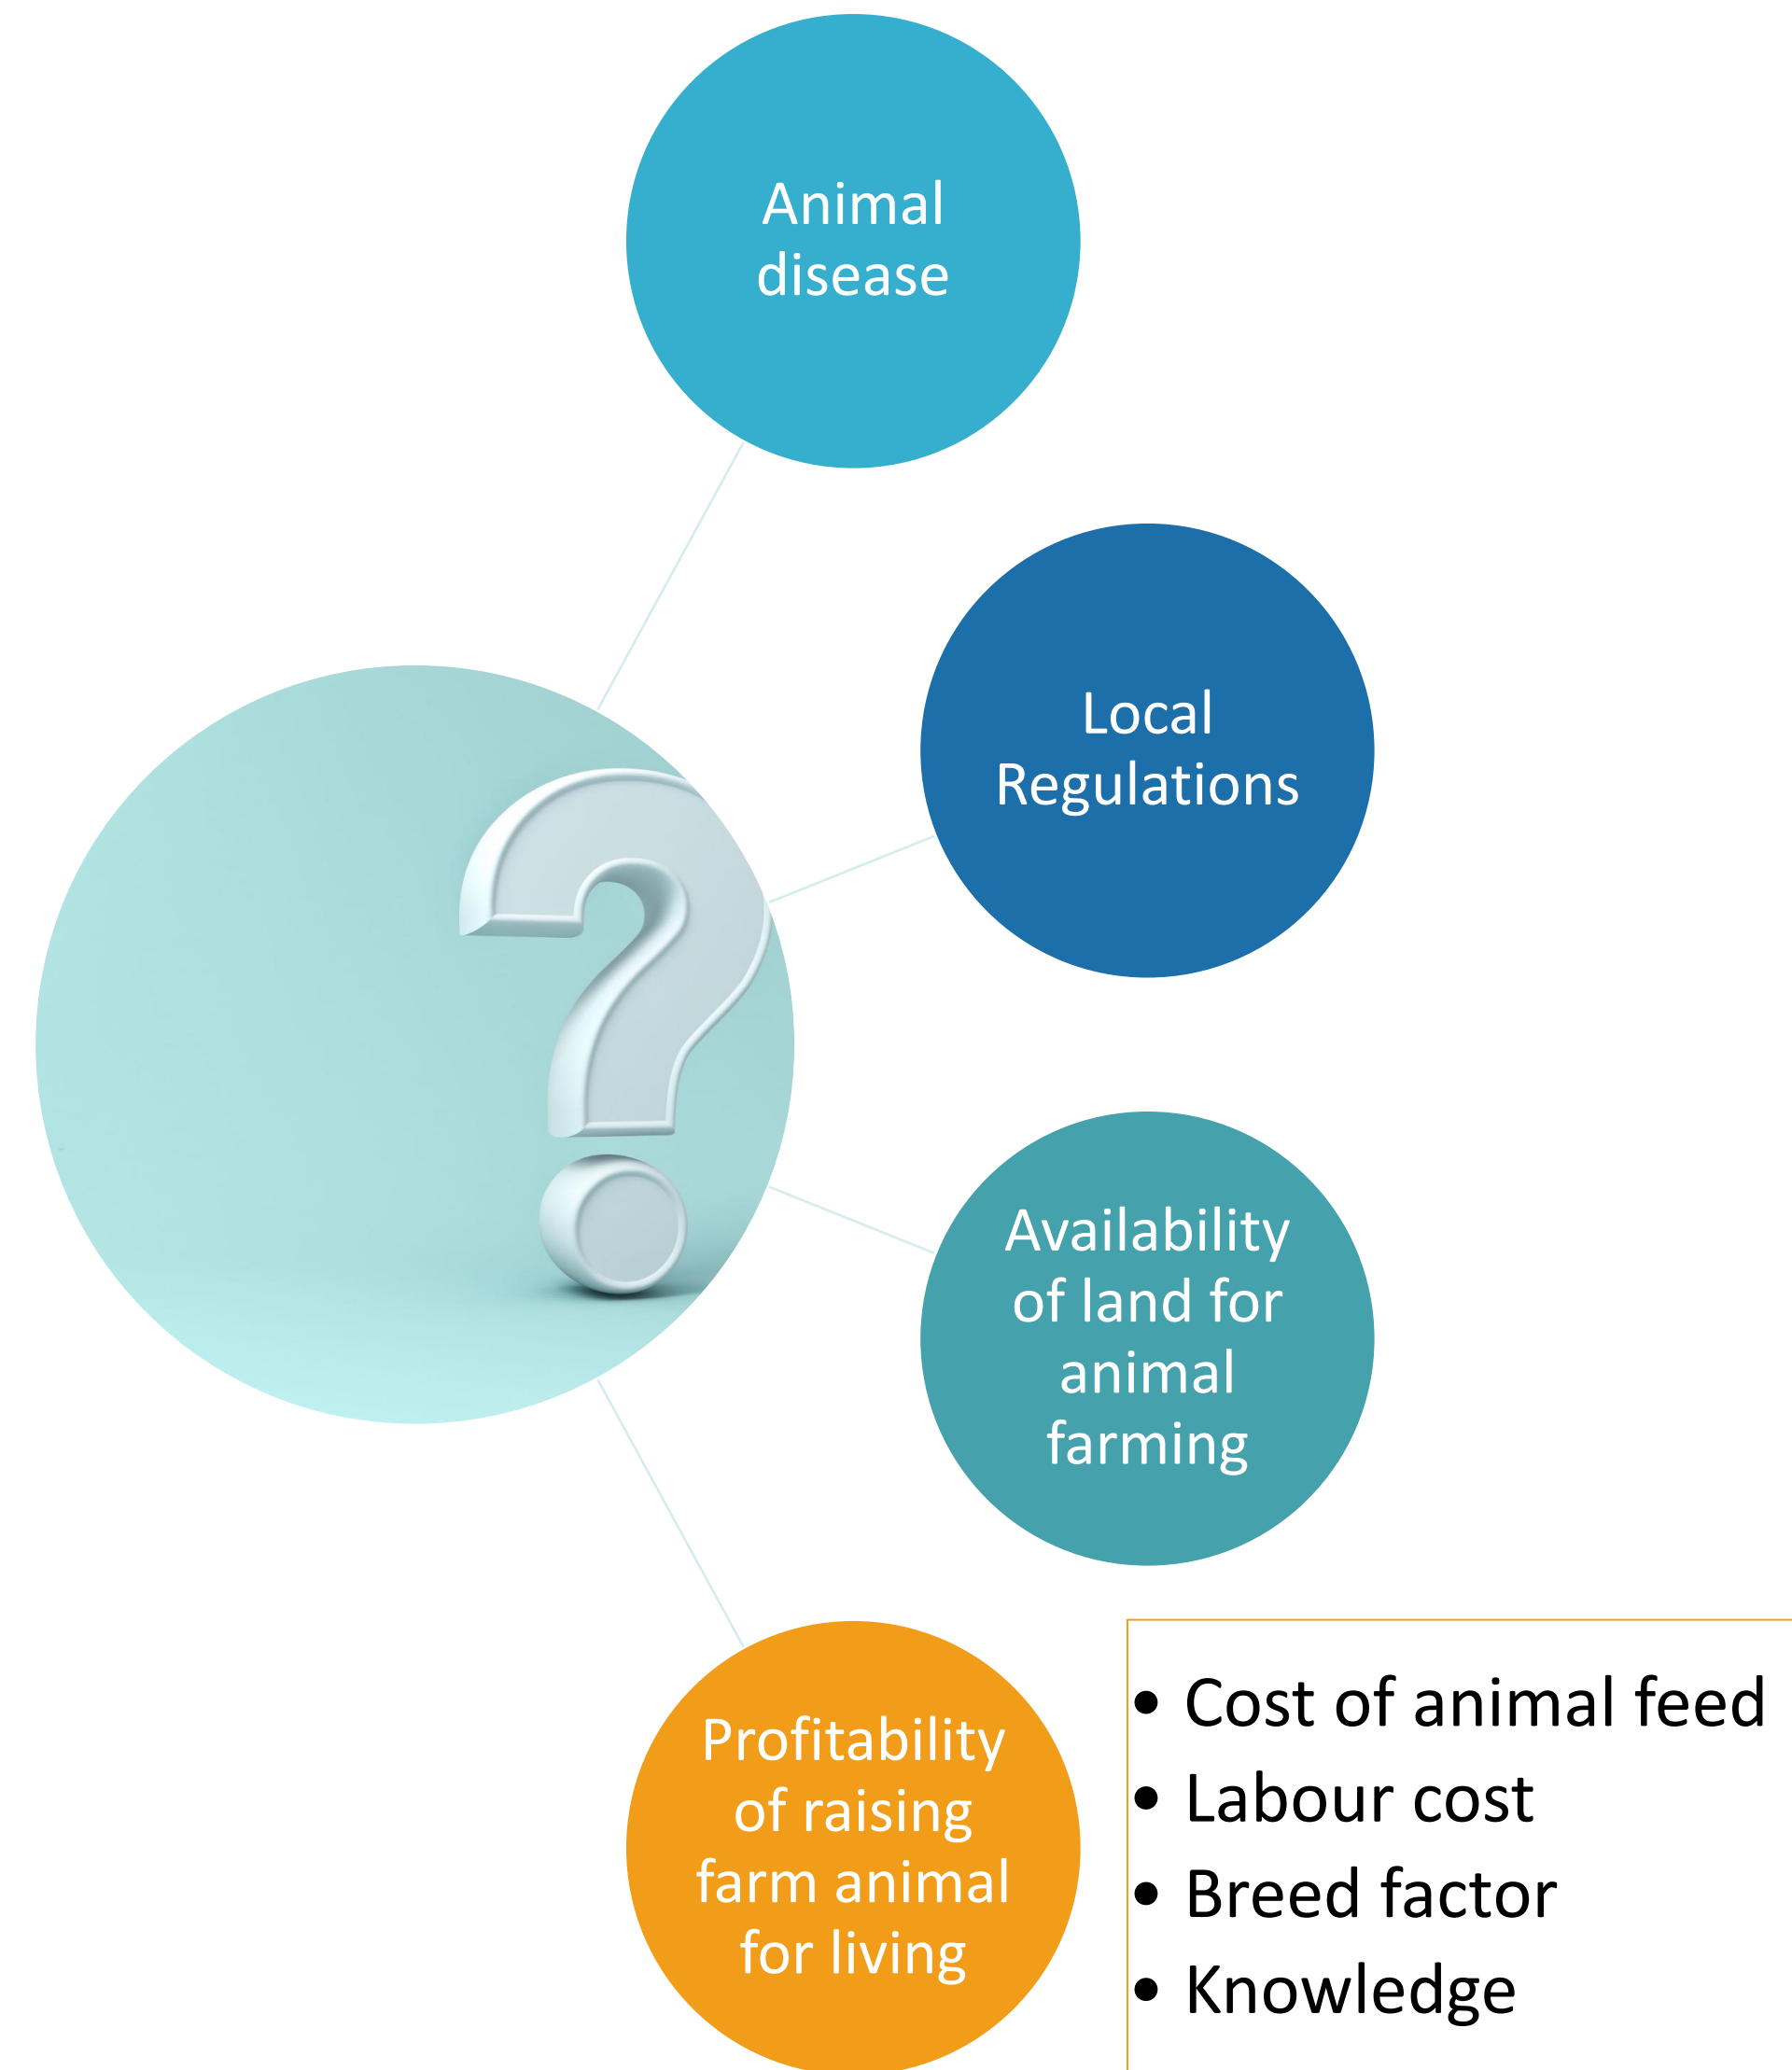 Animal
disease
Local
Regulations
Availability
of land for
animal
farming
Profitability
of raising
farm animal
for living
• Cost of animal feed
• Labour cost
• Breed factor
• Knowledge